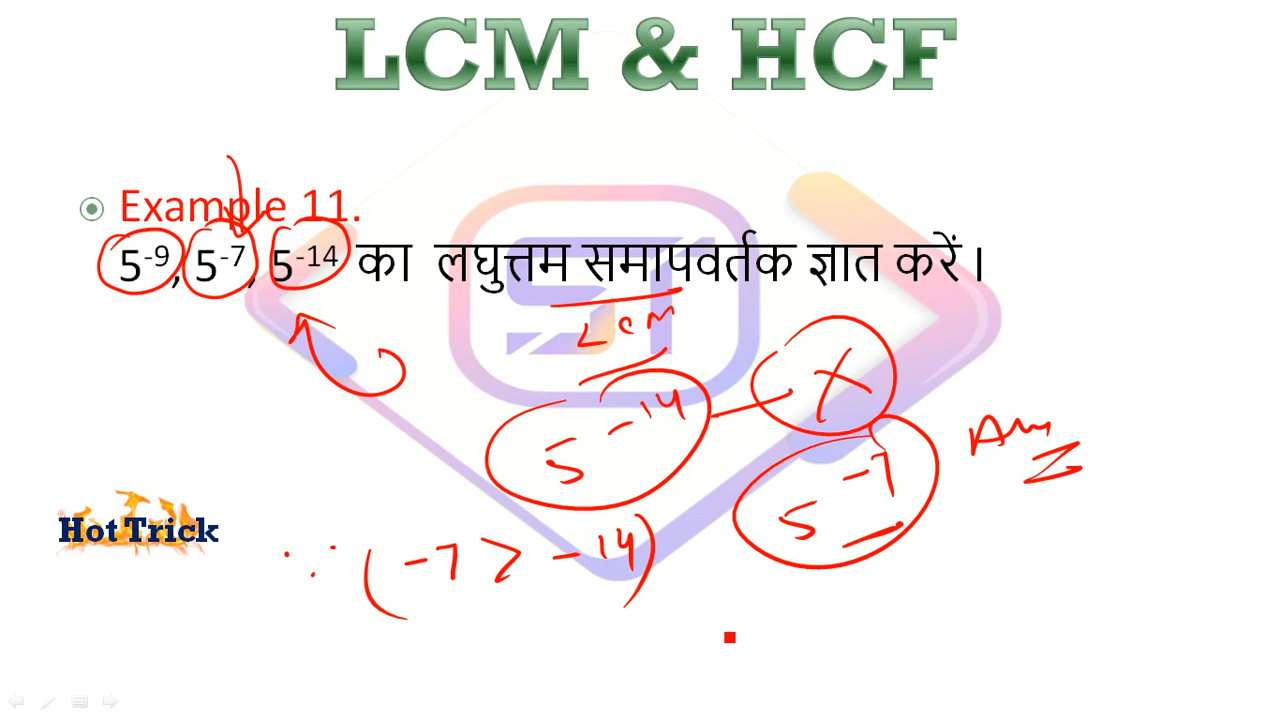 LCM & HCF
Example 11.
5⁻⁹, 5⁻⁷, 5⁻¹⁴ का लघुत्तम समापवर्तक ज्ञात करें।
LCM
5⁻¹⁴ X
5⁻⁷ Ans
Hot Trick
∵ (-7 > -14)
ST